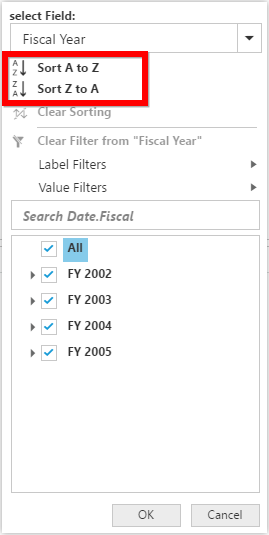 select Field:
Fiscal Year
Sort A to Z
Sort Z to A
Clear Sorting
Clear Filter from "Fiscal Year"
Label Filters
Value Filters
Search Date.Fiscal
All
FY 2002
FY 2003
FY 2004
FY 2005
OK Cancel